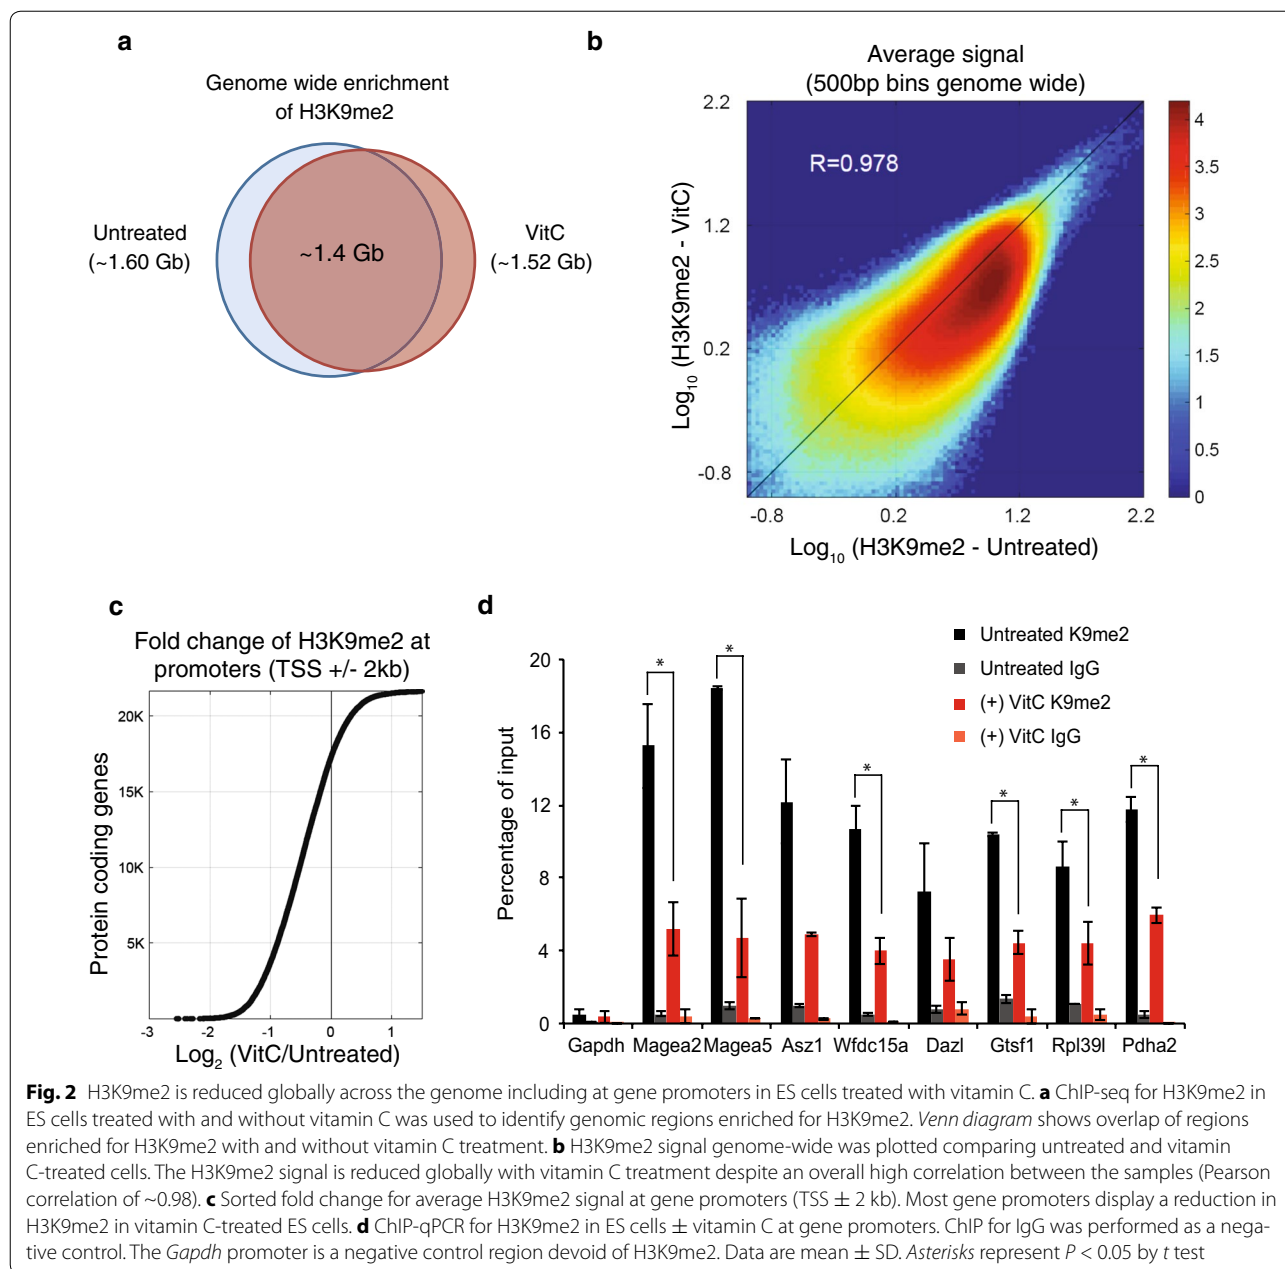 a
Genome wide enrichment
of H3K9me2
Untreated
(~1.60 Gb)
~1.4 Gb
VitC
(~1.52 Gb)
b
Average signal
(500bp bins genome wide)
R=0.978
2.2
1.2
0.2
-0.8
Log10 (H3K9me2 - VitC)
-0.8 0.2 1.2 2.2
Log10 (H3K9me2 - Untreated)
4
3.5
3
2.5
2
1.5
1
0.5
0
c
Fold change of H3K9me2 at
promoters (TSS +/- 2kb)
20K
15K
10K
5K
Protein coding genes
-3 -2 -1 0 1
Log2 (VitC/Untreated)
d
Untreated K9me2
Untreated IgG
(+) VitC K9me2
(+) VitC IgG
20
16
12
8
4
0
Percentage of input
* * * * * *
Gapdh Magea2 Magea5 Asz1 Wfdc15a Dazl Gtsf1 Rpl39l Pdha2
Fig. 2 H3K9me2 is reduced globally across the genome including at gene promoters in ES cells treated with vitamin C. a ChIP-seq for H3K9me2 in
ES cells treated with and without vitamin C was used to identify genomic regions enriched for H3K9me2. Venn diagram shows overlap of regions
enriched for H3K9me2 with and without vitamin C treatment. b H3K9me2 signal genome-wide was plotted comparing untreated and vitamin
C-treated cells. The H3K9me2 signal is reduced globally with vitamin C treatment despite an overall high correlation between the samples (Pearson
correlation of ~0.98). c Sorted fold change for average H3K9me2 signal at gene promoters (TSS ± 2 kb). Most gene promoters display a reduction in
H3K9me2 in vitamin C-treated ES cells. d ChIP-qPCR for H3K9me2 in ES cells ± vitamin C at gene promoters. ChIP for IgG was performed as a nega-
tive control. The Gapdh promoter is a negative control region devoid of H3K9me2. Data are mean ± SD. Asterisks represent P < 0.05 by t test